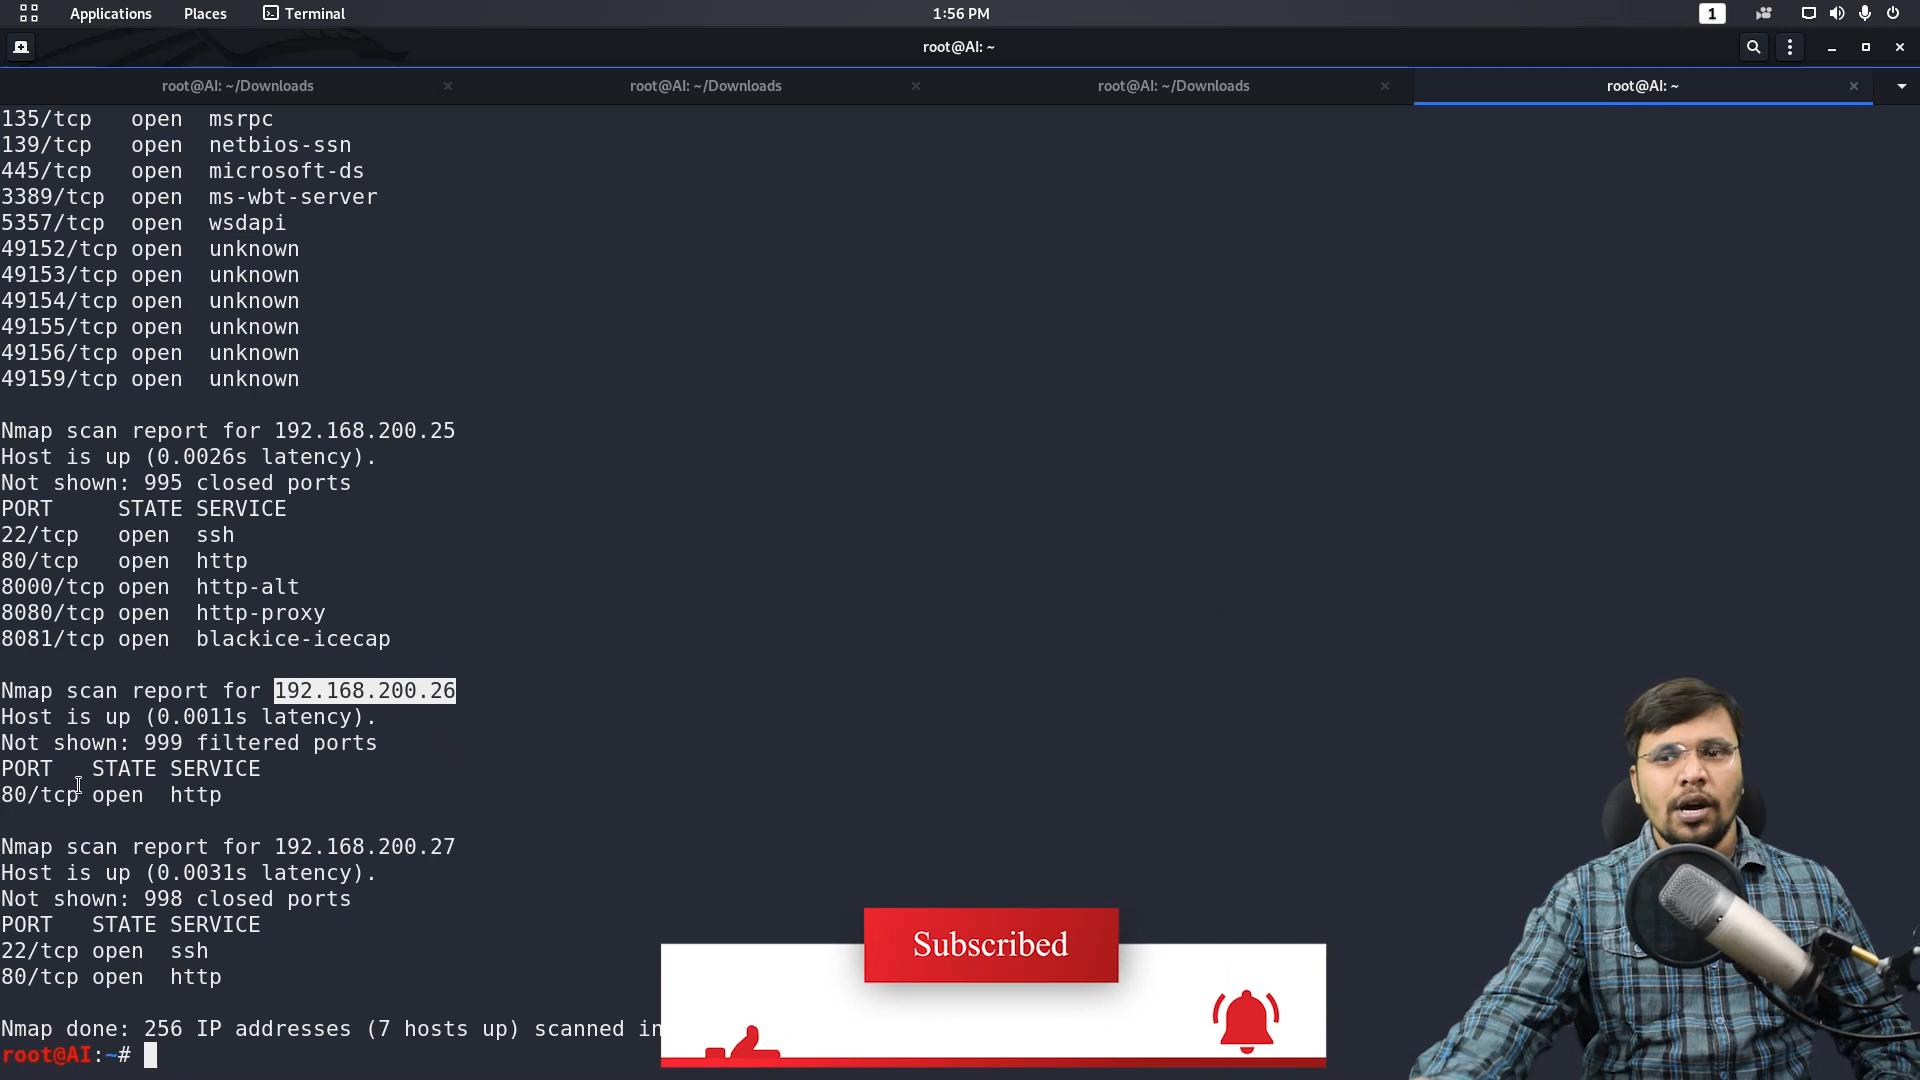 Applications Places Terminal 1:56 PM 1
root@AI: ~
root@AI: ~/Downloads root@AI: ~/Downloads root@AI: ~/Downloads root@AI: ~
135/tcp open msrpc
139/tcp open netbios-ssn
445/tcp open microsoft-ds
3389/tcp open ms-wbt-server
5357/tcp open wsdapi
49152/tcp open unknown
49153/tcp open unknown
49154/tcp open unknown
49155/tcp open unknown
49156/tcp open unknown
49159/tcp open unknown
Nmap scan report for 192.168.200.25
Host is up (0.0026s latency).
Not shown: 995 closed ports
PORT STATE SERVICE
22/tcp open ssh
80/tcp open http
8000/tcp open http-alt
8080/tcp open http-proxy
8081/tcp open blackice-icecap
Nmap scan report for 192.168.200.26
Host is up (0.0011s latency).
Not shown: 999 filtered ports
PORT STATE SERVICE
80/tcp open http
Nmap scan report for 192.168.200.27
Host is up (0.0031s latency).
Not shown: 998 closed ports
PORT STATE SERVICE
22/tcp open ssh
80/tcp open http
Nmap done: 256 IP addresses (7 hosts up) scanned in
root@AI:~#
Subscribed